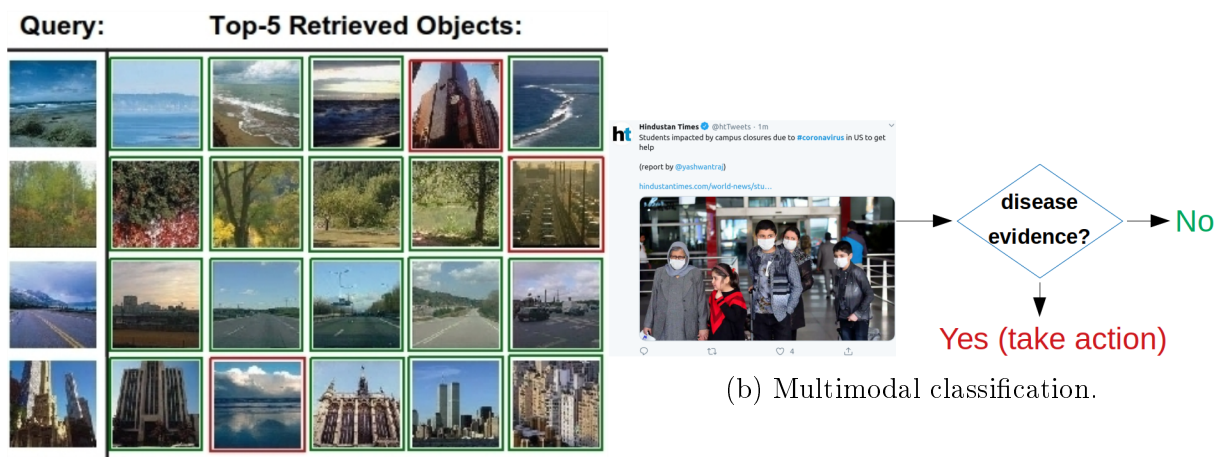 Query: Top-5 Retrieved Objects:
ht Hindustan Times @htTweets · 1m
Students impacted by campus closures due to #coronavirus in US to get
help
(report by @yashwantraj)
hindustantimes.com/world-news/stu...
4
disease
evidence?
No
Yes (take action)
(b) Multimodal classification.